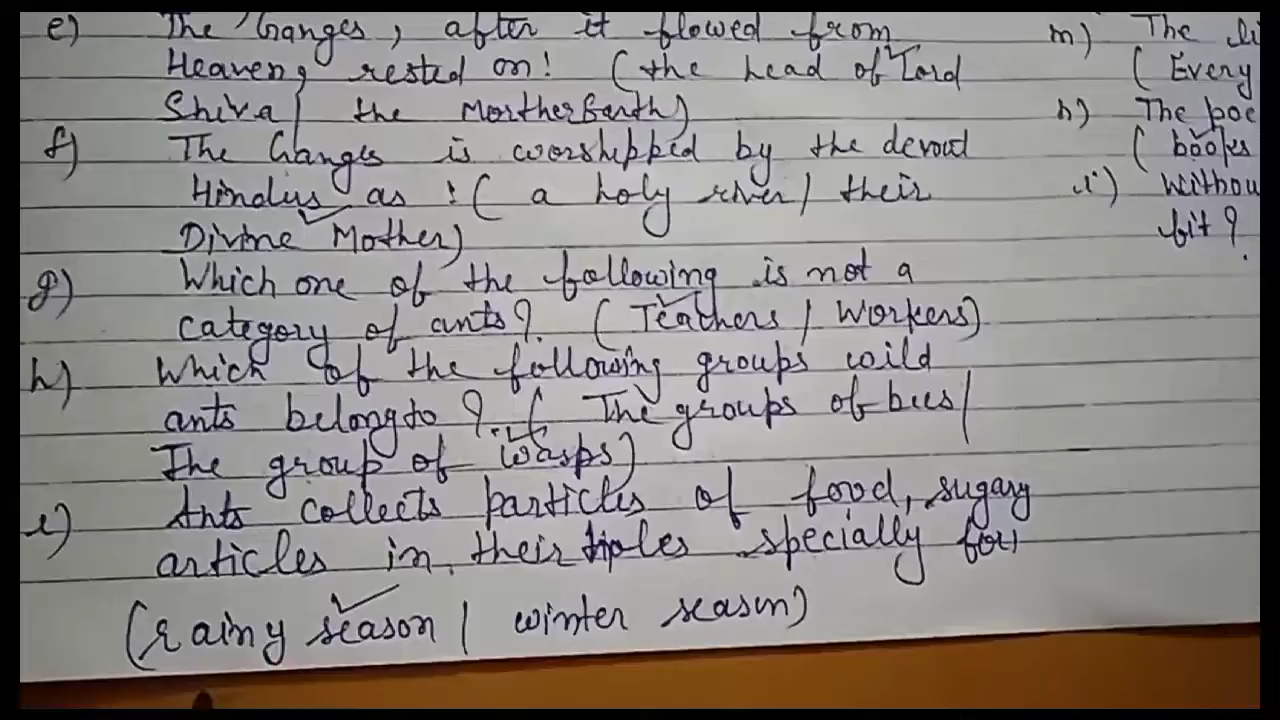 e) The Ganges, after it flowed from
Heaven, rested on! (the head of Lord
Shiva / the Morther Earth)
f) The Ganges is worshipped by the devout
Hindus as : ( a holy river / their
Divine Mother)
g) Which one of the following is not a
category of ants ? (Teachers / Workers)
h) Which of the following groups wild
ants belong to ? ( The groups of bees /
The group of Wasps)
i) Ants collects particles of food, sugary
articles in their holes specially for
(rainy season / winter season)
m) The li
( Every
n) The poe
( boo
Withou
bit ?